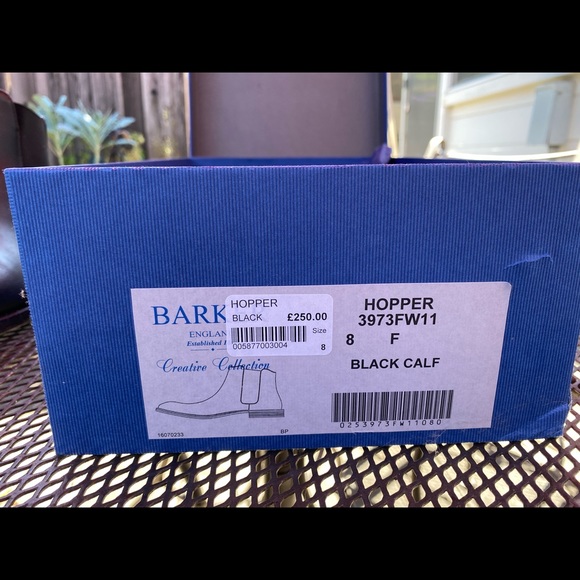 BARK
ENGLAN
Established 1
Creative Collection
16070233
BP
HOPPER
BLACK £250.00
Size
005877003004 8
HOPPER
3973FW11
8 F
BLACK CALF
0253973FW11080